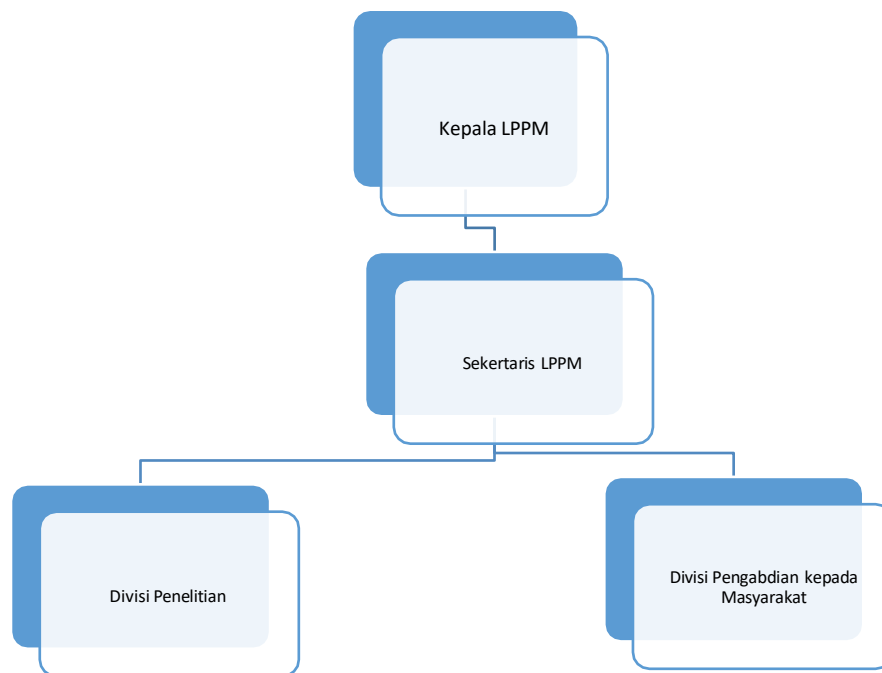 Kepala LPPM
Sekertaris LPPM
Divisi Penelitian
Divisi Pengabdian kepada
Masyarakat